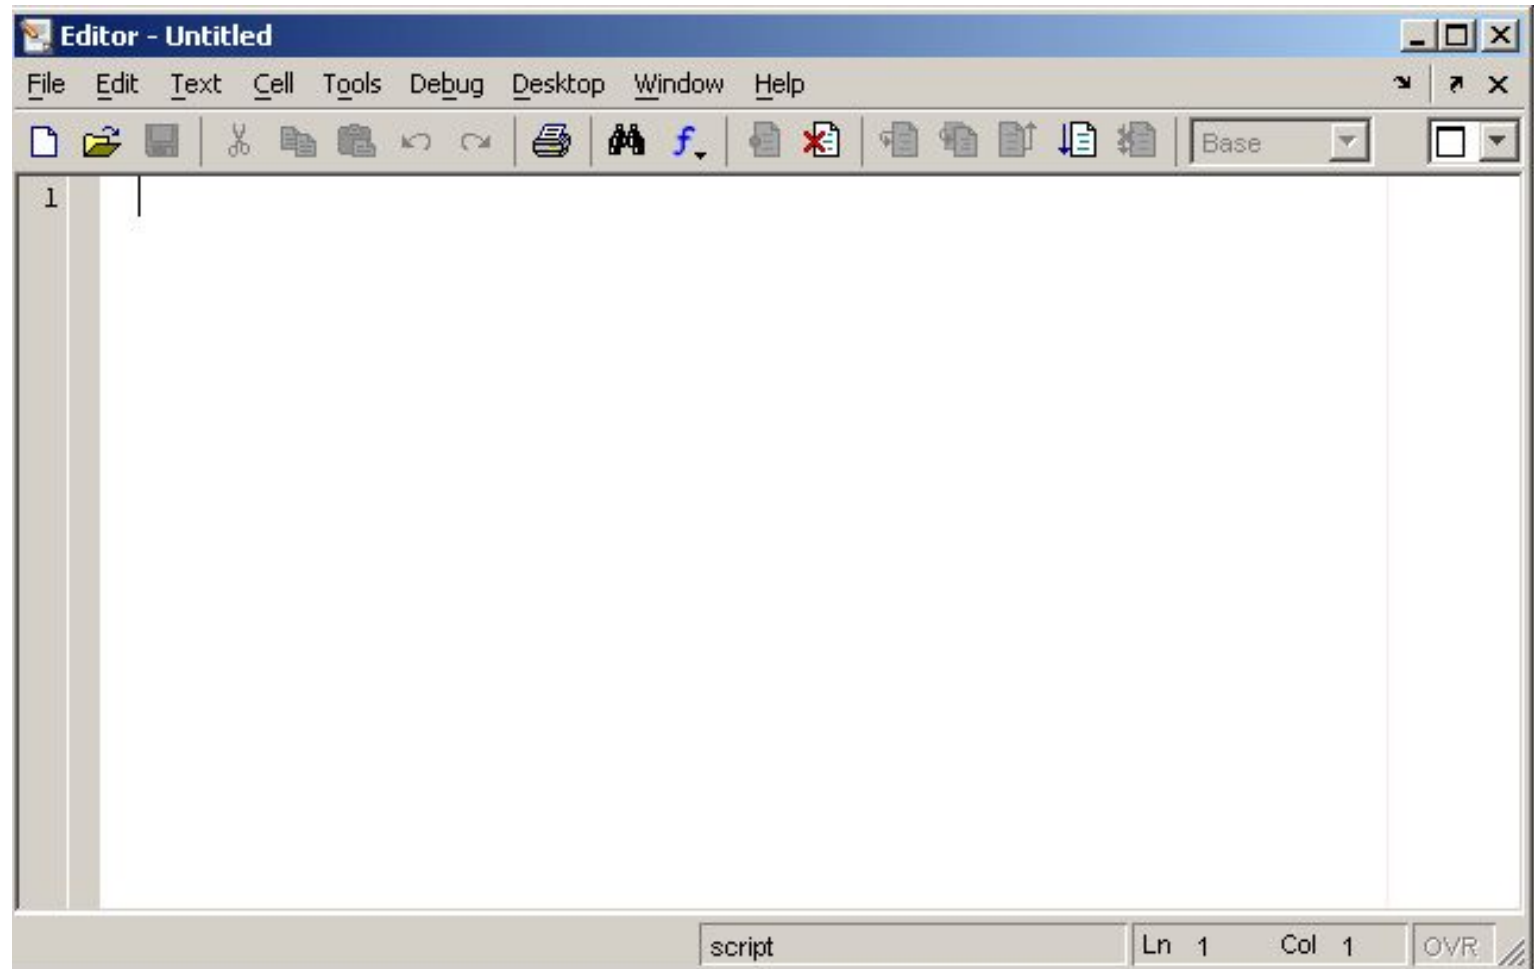 Editor - Untitled
File Edit Text Cell Tools Debug Desktop Window Help
f Base
1
script Ln 1 Col 1 OVR